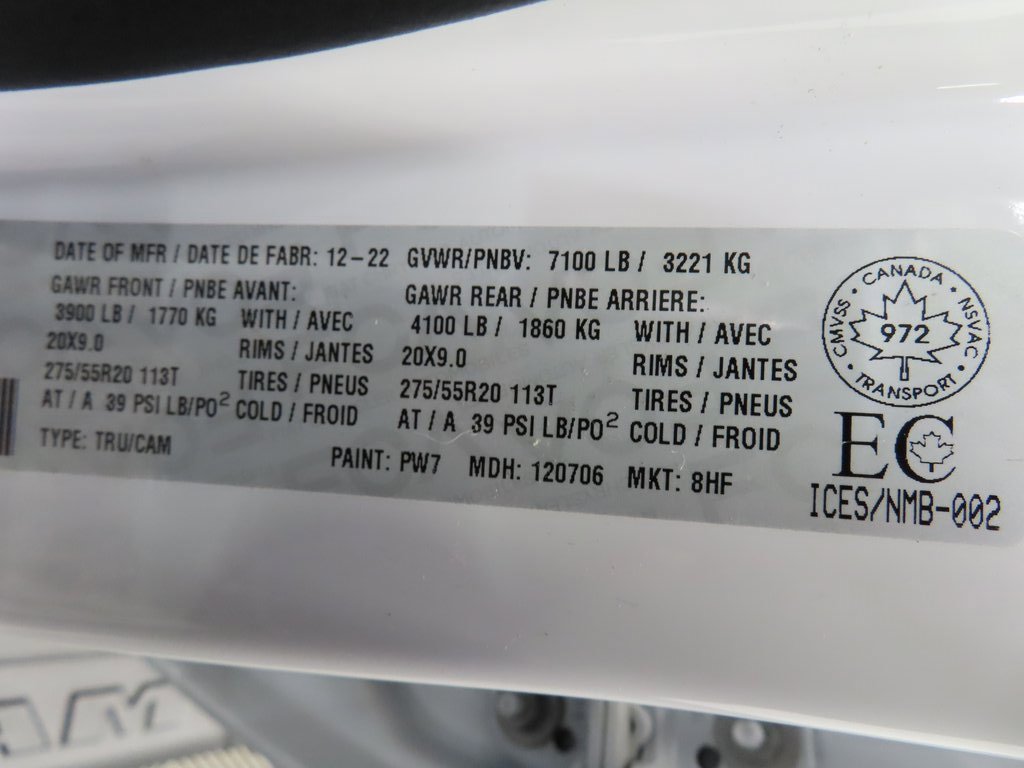 DATE OF MFR / DATE DE FABR: 12-22 GVWR/PNBV: 7100 LB / 3221 KG
GAWR FRONT / PNBE AVANT: GAWR REAR / PNBE ARRIERE:
3900 LB / 1770 KG WITH / AVEC 4100 LB / 1860 KG WITH / AVEC
20X9.0 RIMS / JANTES 20X9.0 RIMS / JANTES
275/55R20 113T TIRES / PNEUS 275/55R20 113T TIRES / PNEUS
AT / A 39 PSI LB/PO² COLD / FROID AT / A 39 PSI LB/PO² COLD / FROID
TYPE: TRU/CAM PAINT: PW7 MDH: 120706 MKT: 8HF
CMVSS · CANADA · NSVAC · TRANSPORT ·
972
EC
ICES/NMB-002